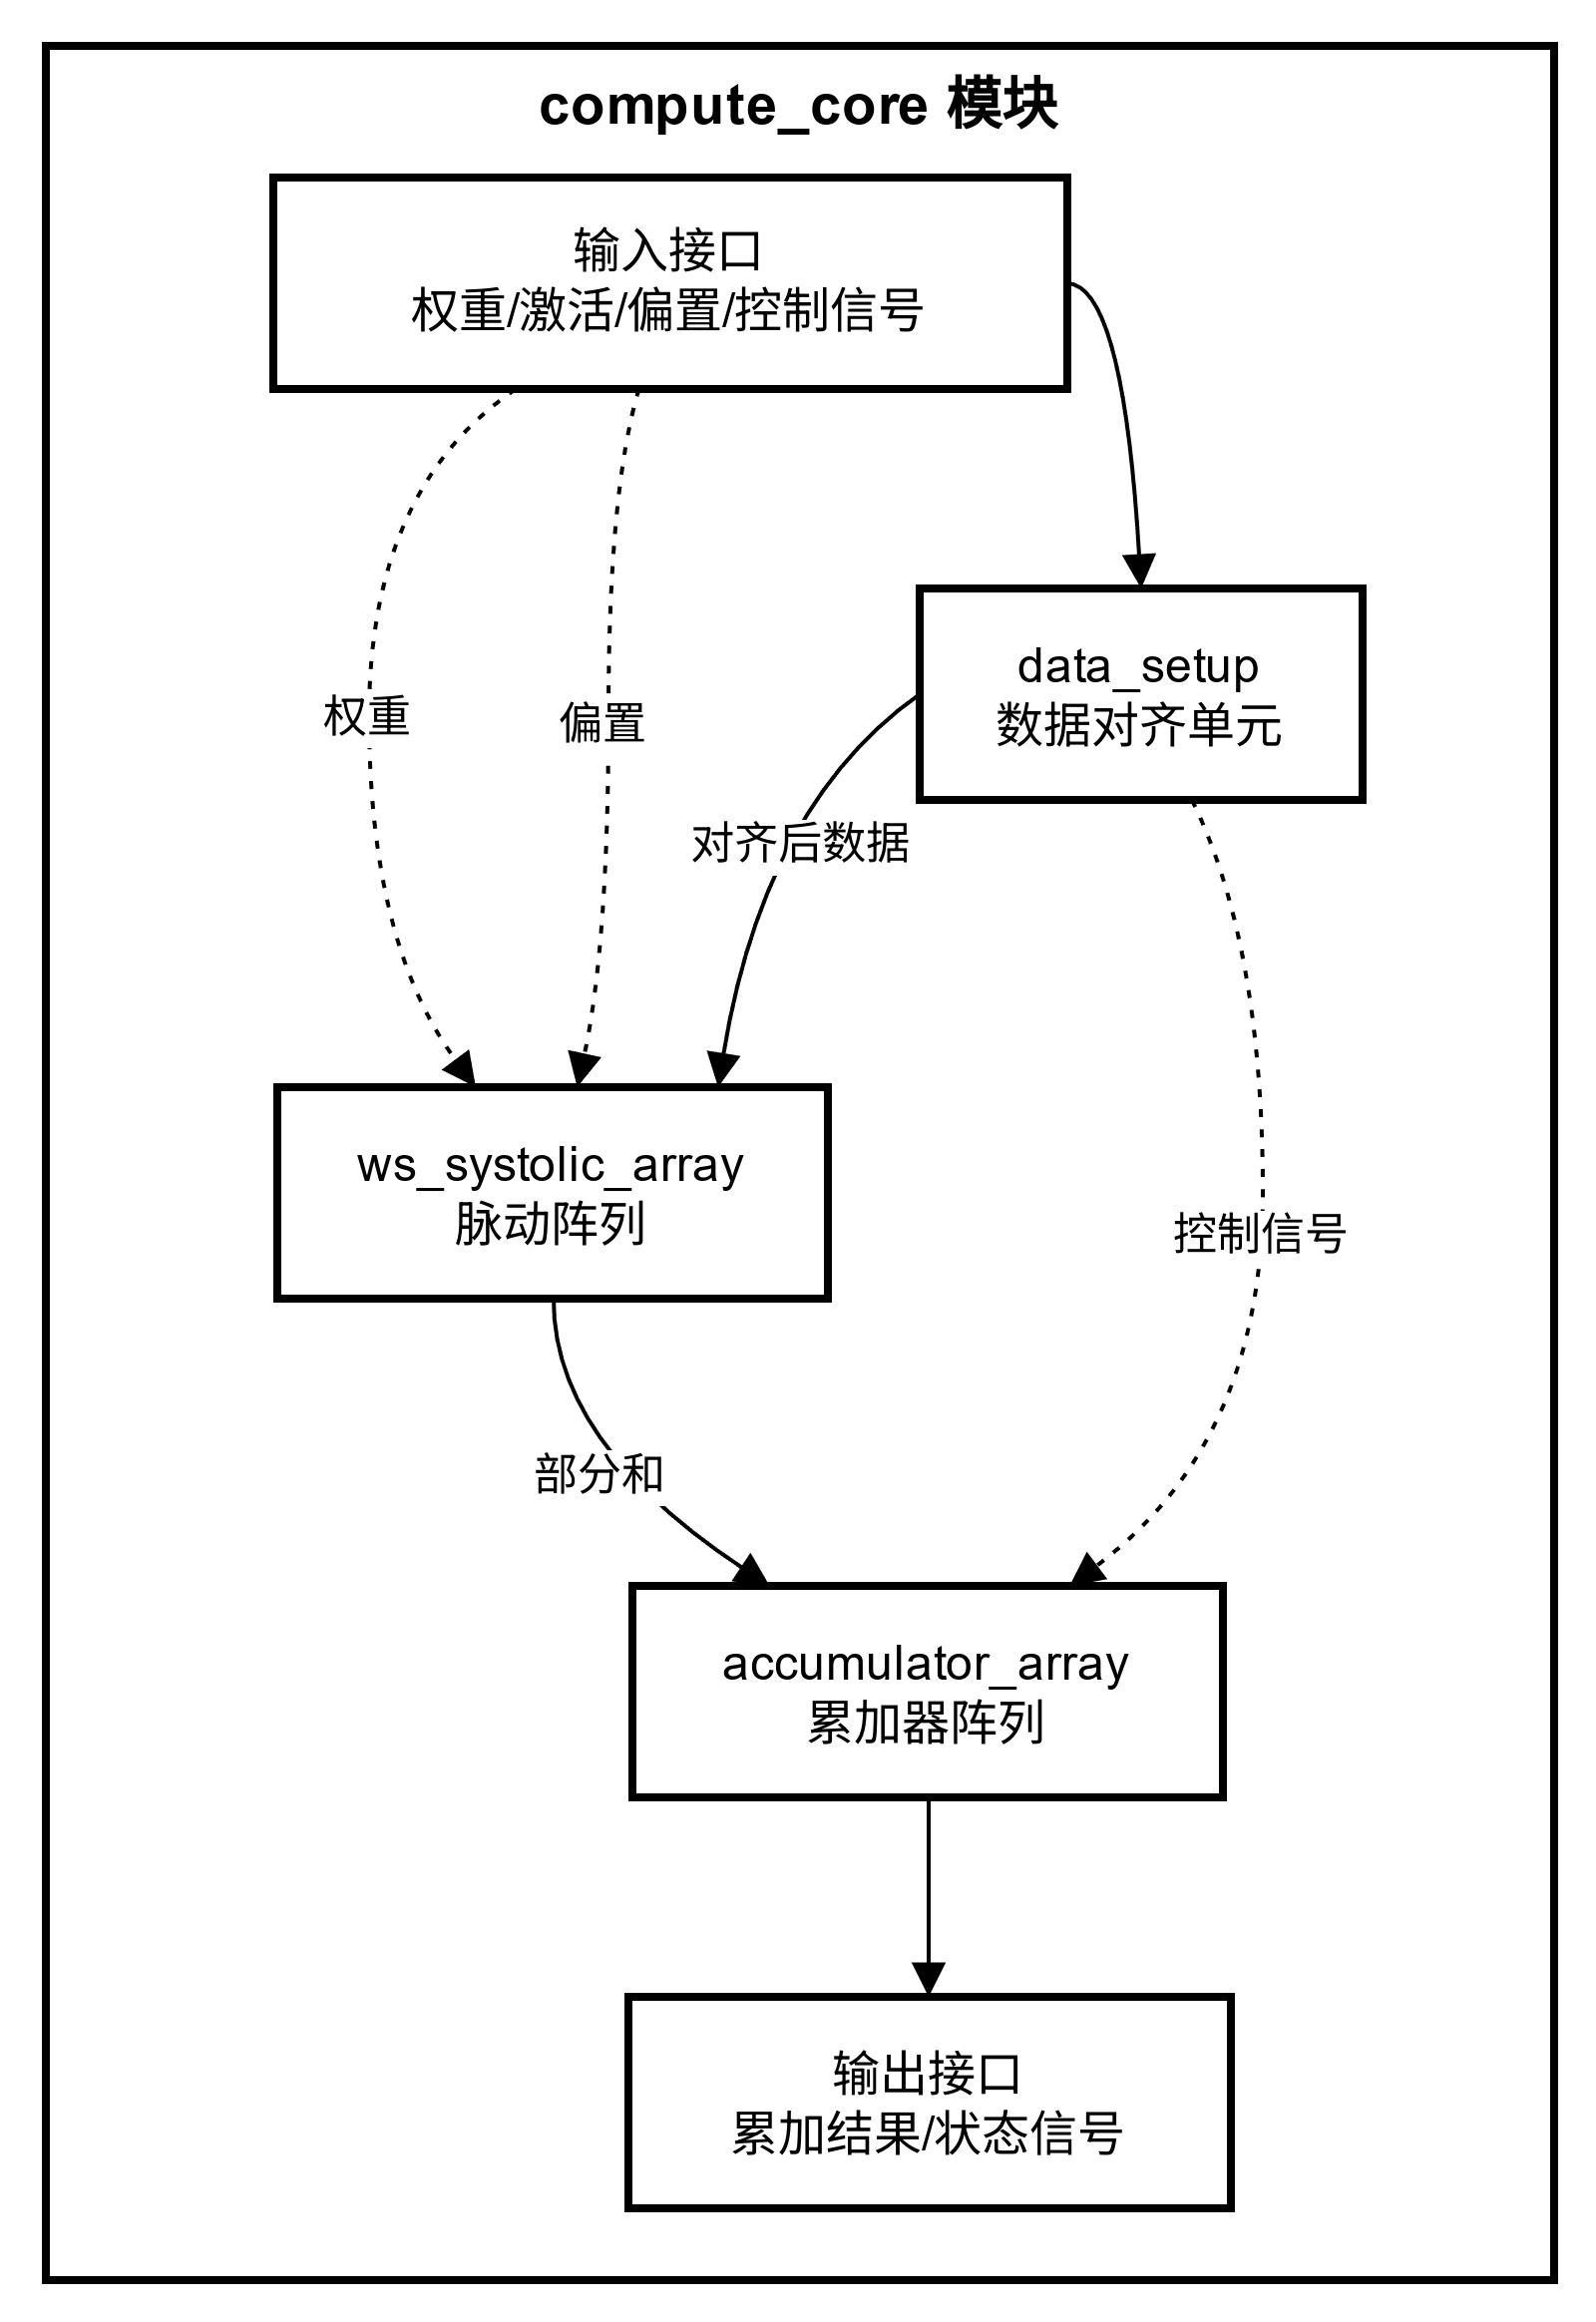 compute_core 模块
输入接口
权重/激活/偏置/控制信号
data_setup
数据对齐单元
权重
偏置
对齐后数据
ws_systolic_array
脉动阵列
控制信号
部分和
accumulator_array
累加器阵列
输出接口
累加结果/状态信号